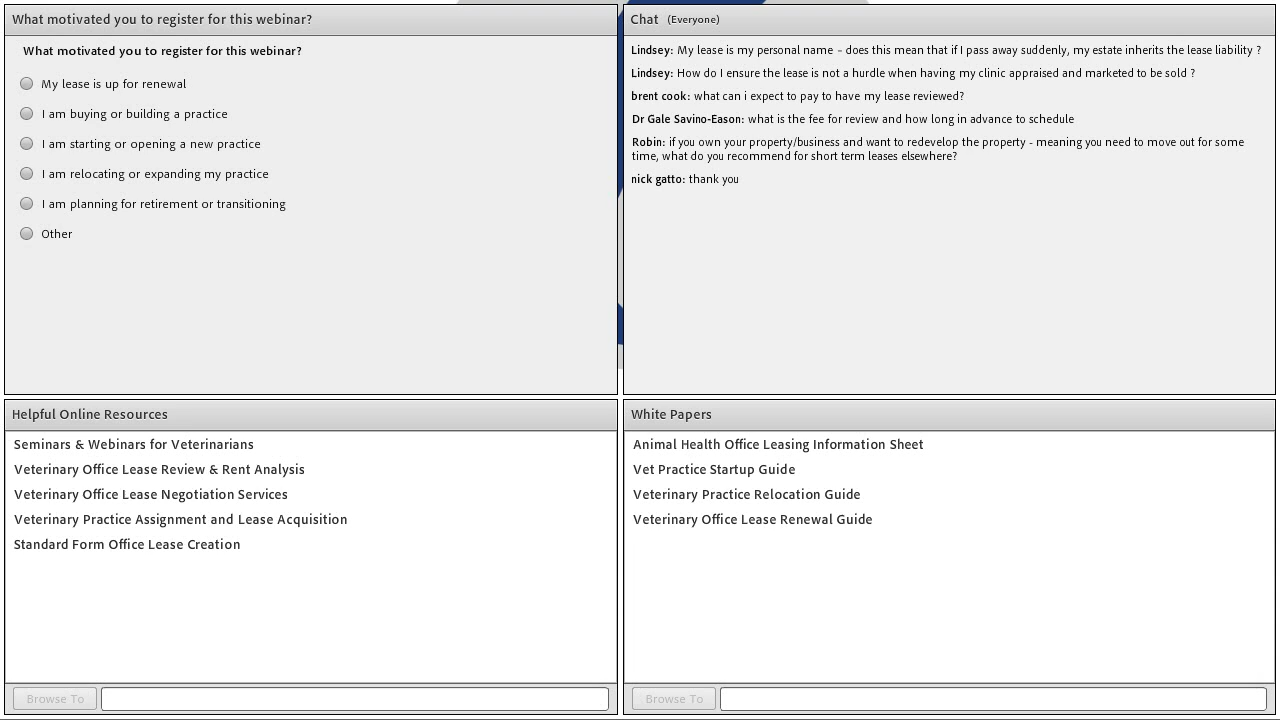 What motivated you to register for this webinar?
What motivated you to register for this webinar?
My lease is up for renewal
I am buying or building a practice
I am starting or opening a new practice
I am relocating or expanding my practice
I am planning for retirement or transitioning
Other
Chat (Everyone)
Lindsey: My lease is my personal name - does this mean that if I pass away suddenly, my estate inherits the lease liability ?
Lindsey: How do I ensure the lease is not a hurdle when having my clinic appraised and marketed to be sold ?
brent cook: what can i expect to pay to have my lease reviewed?
Dr Gale Savino-Eason: what is the fee for review and how long in advance to schedule
Robin: if you own your property/business and want to redevelop the property - meaning you need to move out for some
time, what do you recommend for short term leases elsewhere?
nick gatto: thank you
Helpful Online Resources
Seminars & Webinars for Veterinarians
Veterinary Office Lease Review & Rent Analysis
Veterinary Office Lease Negotiation Services
Veterinary Practice Assignment and Lease Acquisition
Standard Form Office Lease Creation
Browse To
White Papers
Animal Health Office Leasing Information Sheet
Vet Practice Startup Guide
Veterinary Practice Relocation Guide
Veterinary Office Lease Renewal Guide
Browse To